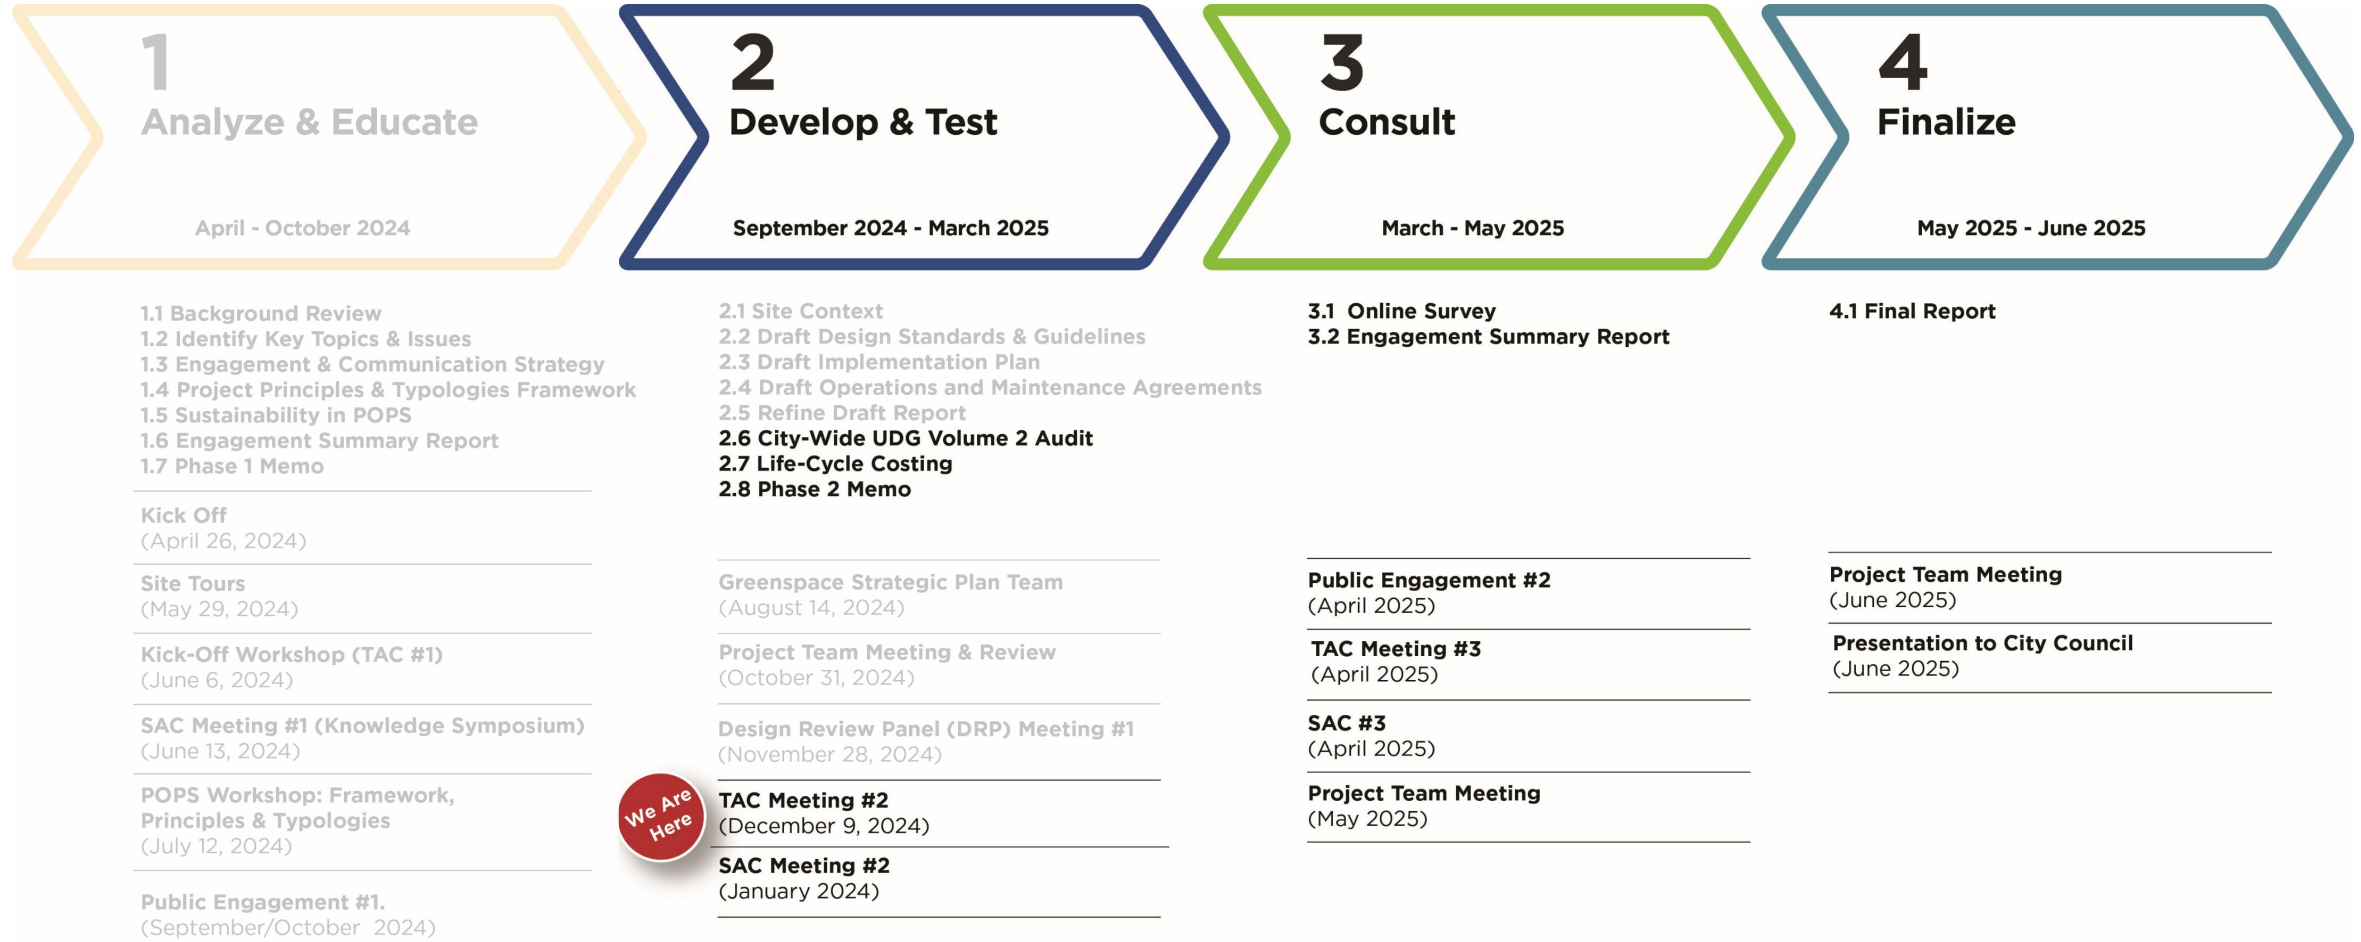 1
Analyze & Educate
April - October 2024
1.1 Background Review
1.2 Identify Key Topics & Issues
1.3 Engagement & Communication Strategy
1.4 Project Principles & Typologies Framework
1.5 Sustainability in POPS
1.6 Engagement Summary Report
1.7 Phase 1 Memo
Kick Off
(April 26, 2024)
Site Tours
(May 29, 2024)
Kick-Off Workshop (TAC #1)
(June 6, 2024)
SAC Meeting #1 (Knowledge Symposium)
(June 13, 2024)
POPS Workshop: Framework,
Principles & Typologies
(July 12, 2024)
Public Engagement #1.
(September/October 2024)
2
Develop & Test
September 2024 - March 2025
2.1 Site Context
2.2 Draft Design Standards & Guidelines
2.3 Draft Implementation Plan
2.4 Draft Operations and Maintenance Agreements
2.5 Refine Draft Report
2.6 City-Wide UDG Volume 2 Audit
2.7 Life-Cycle Costing
2.8 Phase 2 Memo
Greenspace Strategic Plan Team
(August 14, 2024)
Project Team Meeting & Review
(October 31, 2024)
Design Review Panel (DRP) Meeting #1
(November 28, 2024)
We Are
Here
TAC Meeting #2
(December 9, 2024)
SAC Meeting #2
(January 2024)
3
Consult
March - May 2025
3.1 Online Survey
3.2 Engagement Summary Report
Public Engagement #2
(April 2025)
TAC Meeting #3
(April 2025)
SAC #3
(April 2025)
Project Team Meeting
(May 2025)
4
Finalize
May 2025 - June 2025
4.1 Final Report
Project Team Meeting
(June 2025)
Presentation to City Council
(June 2025)